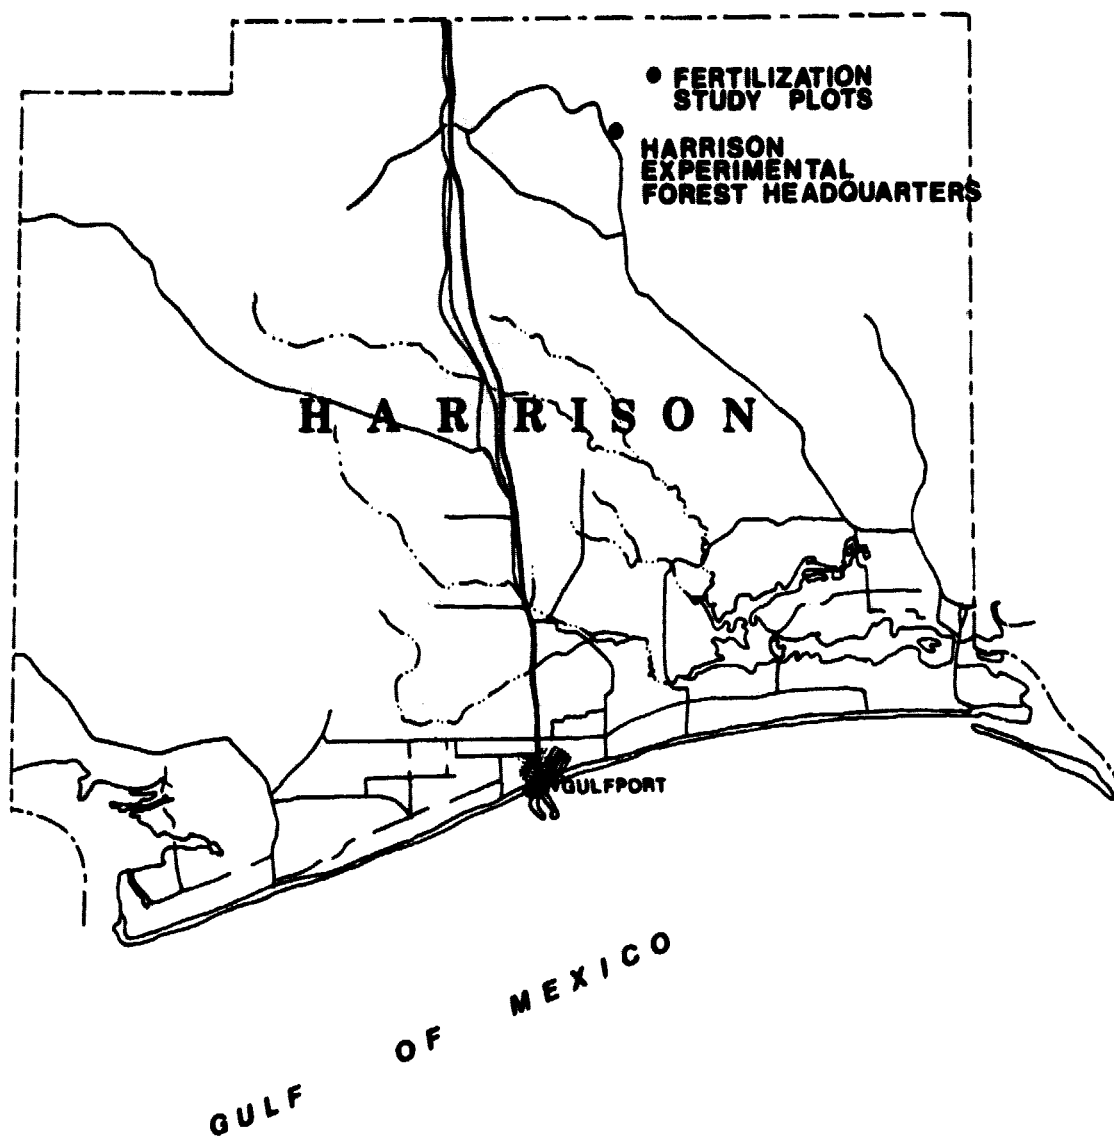 FERTILIZATION
STUDY PLOTS
HARRISON
EXPERIMENTAL
FOREST HEADQUARTERS
HARRISON
GULFPORT
GULF OF MEXICO